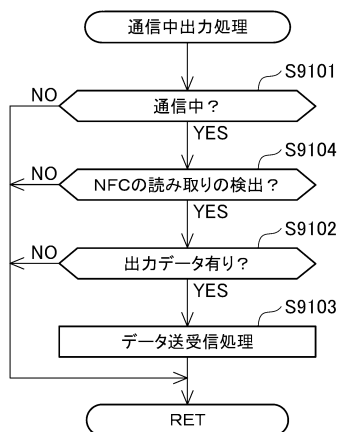 通信中出力処理
S9101
NO
通信中？
YES
S9104
NO
NFCの読み取りの検出？
YES
S9102
NO
出力データ有り？
YES
S9103
データ送受信処理
RET